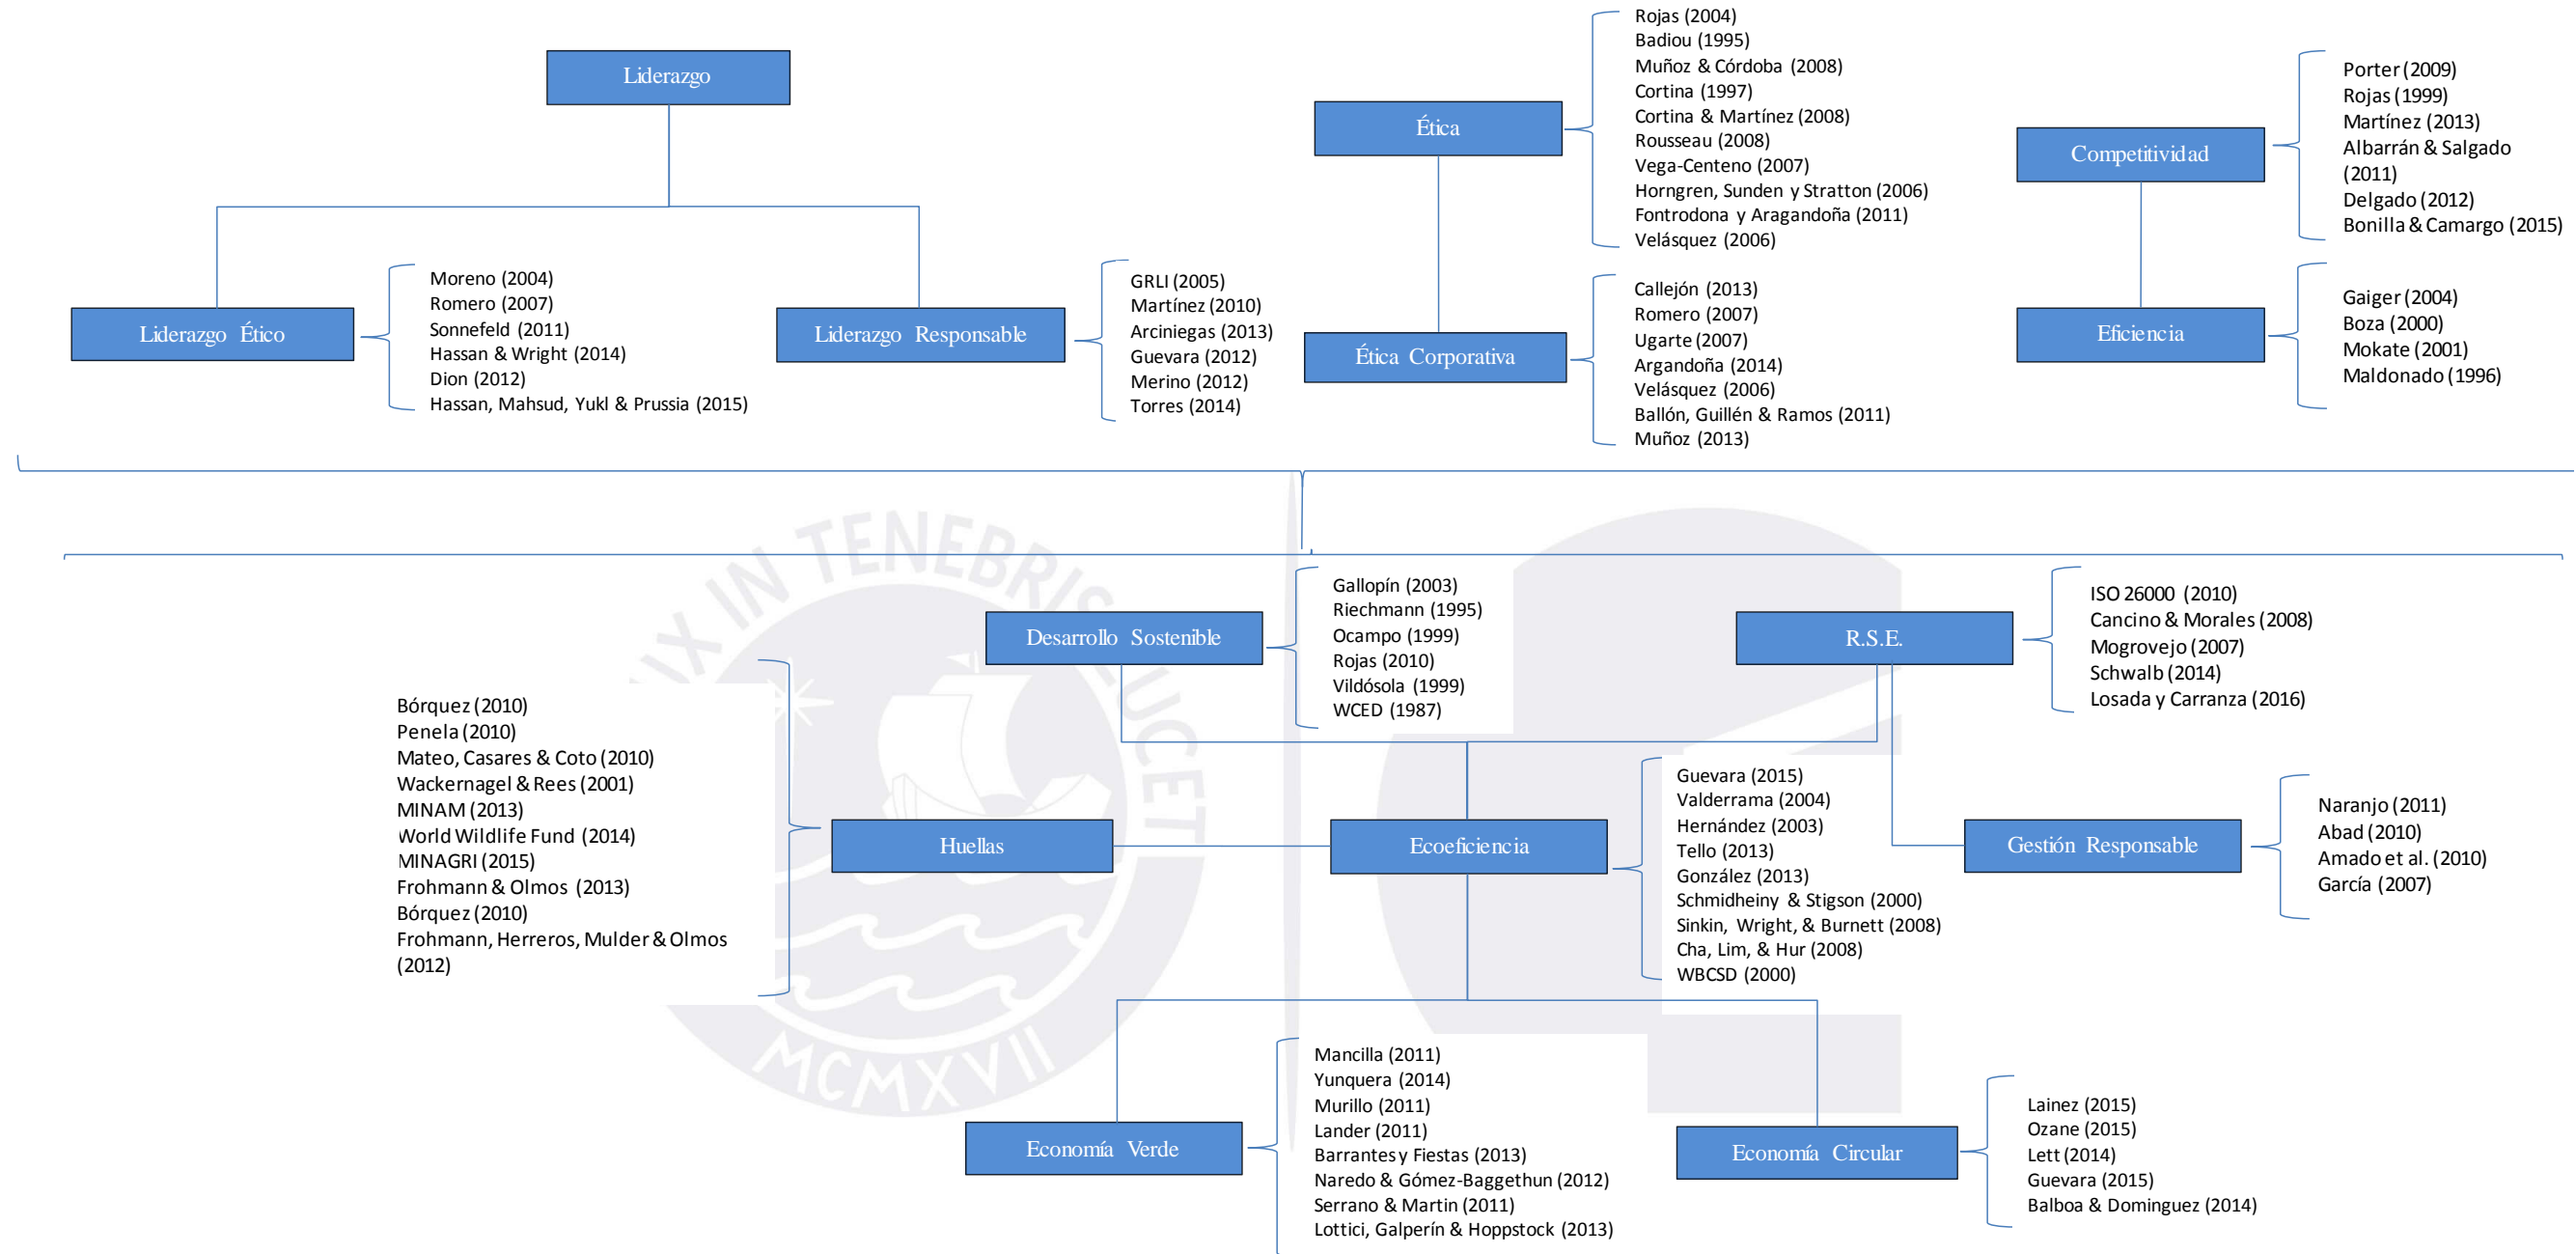 Liderazgo
Liderazgo Ético
Moreno (2004)
Romero (2007)
Sonnefeld (2011)
Hassan & Wright (2014)
Dion (2012)
Hassan, Mahsud, Yukl & Prussia (2015)
Liderazgo Responsable
GRLI (2005)
Martínez (2010)
Arciniegas (2013)
Guevara (2012)
Merino (2012)
Torres (2014)
Ética
Rojas (2004)
Badiou (1995)
Muñoz & Córdoba (2008)
Cortina (1997)
Cortina & Martínez (2008)
Rousseau (2008)
Vega-Centeno (2007)
Horngren, Sunden y Stratton (2006)
Fontrodona y Aragandoña (2011)
Velásquez (2006)
Ética Corporativa
Callejón (2013)
Romero (2007)
Ugarte (2007)
Argandoña (2014)
Velásquez (2006)
Ballón, Guillén & Ramos (2011)
Muñoz (2013)
Competitividad
Porter (2009)
Rojas (1999)
Martínez (2013)
Albarrán & Salgado
(2011)
Delgado (2012)
Bonilla & Camargo (2015)
Eficiencia
Gaiger (2004)
Boza (2000)
Mokate (2001)
Maldonado (1996)
Desarrollo Sostenible
Gallopín (2003)
Riechmann (1995)
Ocampo (1999)
Rojas (2010)
Vildósola (1999)
WCED (1987)
R.S.E.
ISO 26000 (2010)
Cancino & Morales (2008)
Mogrovejo (2007)
Schwalb (2014)
Losada y Carranza (2016)
Bórquez (2010)
Penela (2010)
Mateo, Casares & Coto (2010)
Wackernagel & Rees (2001)
MINAM (2013)
World Wildlife Fund (2014)
MINAGRI (2015)
Frohmann & Olmos (2013)
Bórquez (2010)
Frohmann, Herreros, Mulder & Olmos
(2012)
Huellas
Ecoeficiencia
Guevara (2015)
Valderrama (2004)
Hernández (2003)
Tello (2013)
González (2013)
Schmidheiny & Stigson (2000)
Sinkin, Wright, & Burnett (2008)
Cha, Lim, & Hur (2008)
WBCSD (2000)
Gestión Responsable
Naranjo (2011)
Abad (2010)
Amado et al. (2010)
García (2007)
Economía Verde
Mancilla (2011)
Yunquera (2014)
Murillo (2011)
Lander (2011)
Barrantes y Fiestas (2013)
Naredo & Gómez-Baggethun (2012)
Serrano & Martin (2011)
Lottici, Galperín & Hoppstock (2013)
Economía Circular
Lainez (2015)
Ozane (2015)
Lett (2014)
Guevara (2015)
Balboa & Dominguez (2014)
IN TENEBRIS LUCET
MCMXVII